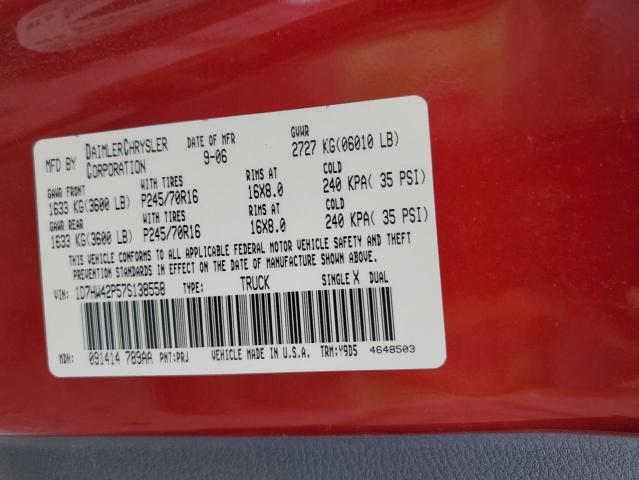 MFD BY DAIMLERCHRYSLER CORPORATION DATE OF MFR 9-06 GVWR 2727 KG(06010 LB)
GAWR FRONT WITH TIRES RIMS AT COLD
1633 KG(3600 LB) P245/70R16 16X8.0 240 KPA( 35 PSI)
GAWR REAR WITH TIRES RIMS AT COLD
1633 KG(3600 LB) P245/70R16 16X8.0 240 KPA( 35 PSI)
THIS VEHICLE CONFORMS TO ALL APPLICABLE FEDERAL MOTOR VEHICLE SAFETY AND THEFT
PREVENTION STANDARDS IN EFFECT ON THE DATE OF MANUFACTURE SHOWN ABOVE.
VIN: 1D7HW42P57S138558 TYPE: TRUCK SINGLE X DUAL
MDH: 091414 789AA PNT:PRJ VEHICLE MADE IN U.S.A. TRM:V9D5 4648503